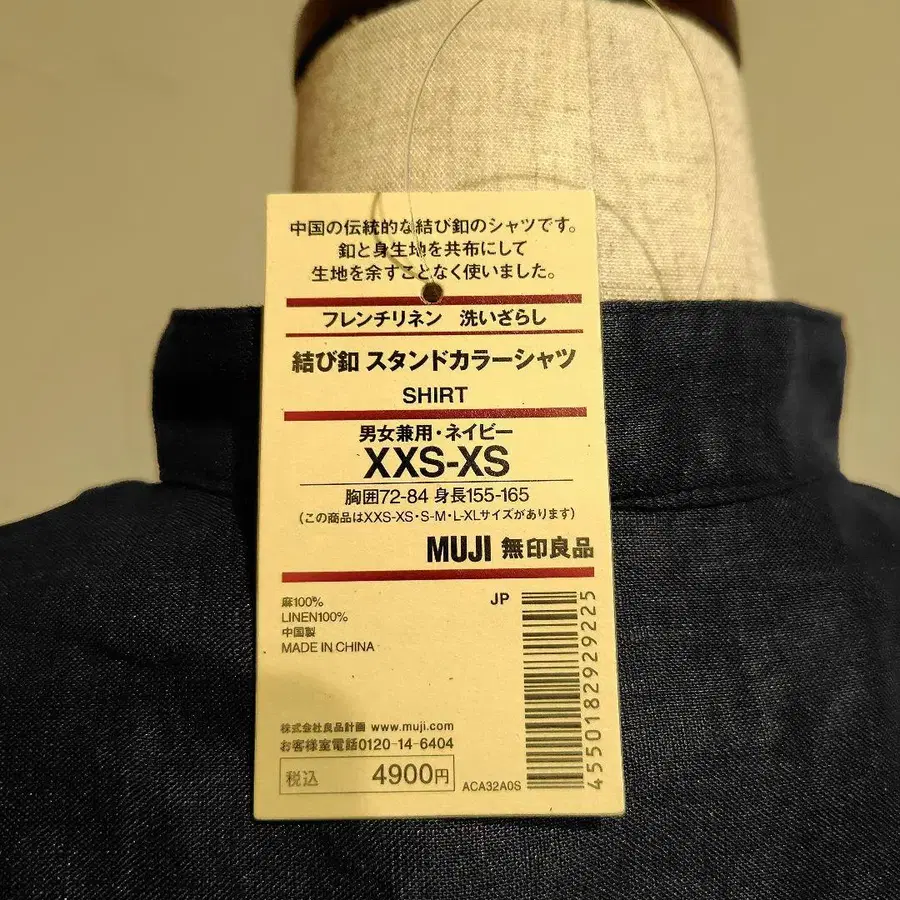 中国の伝統的な結び釦のシャツです。
釦と身生地を共布にして
生地を余すことなく使いました。
フレンチリネン 洗いざらし
結び釦 スタンドカラーシャツ
SHIRT
男女兼用・ネイビー
XXS-XS
胸囲72-84 身長155-165
(この商品はXXS-XS・S-M・L-XLサイズがあります)
MUJI 無印良品
麻100%
LINEN100%
中国製
MADE IN CHINA
JP
4550182929225
株式会社良品計画 www.muji.com
お客様室電話0120-14-6404
税込 4900円
ACA32A0S